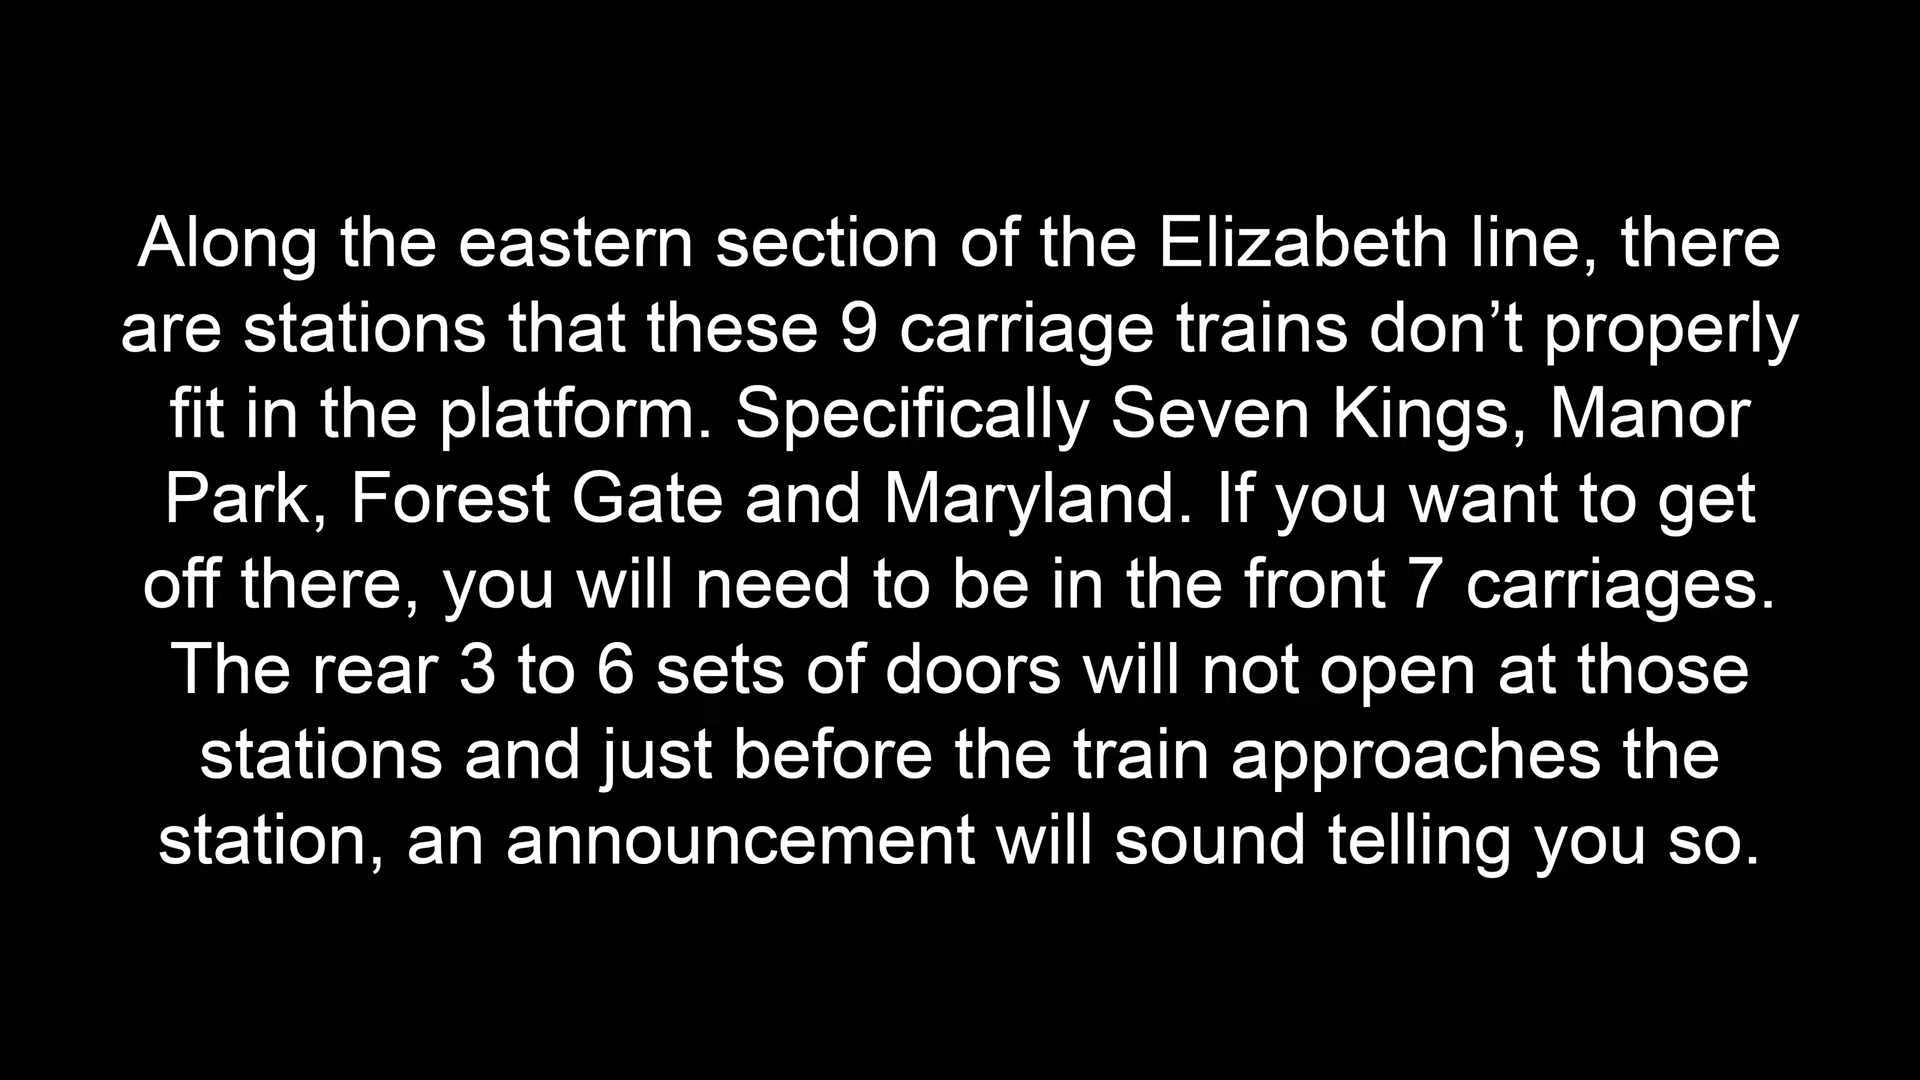 Along the eastern section of the Elizabeth line, there
are stations that these 9 carriage trains don’t properly
fit in the platform. Specifically Seven Kings, Manor
Park, Forest Gate and Maryland. If you want to get
off there, you will need to be in the front 7 carriages.
The rear 3 to 6 sets of doors will not open at those
stations and just before the train approaches the
station, an announcement will sound telling you so.